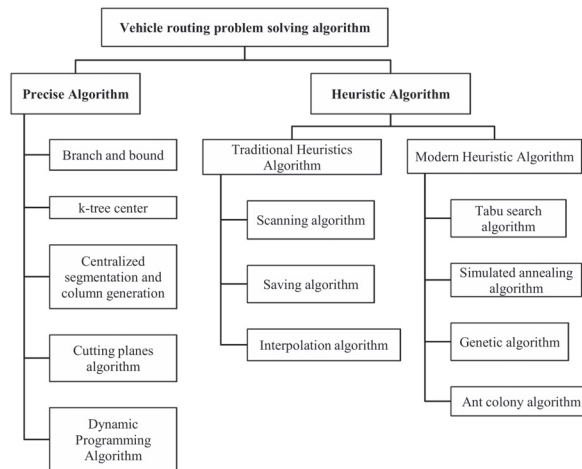 Vehicle routing problem solving algorithm
Precise Algorithm
Heuristic Algorithm
Branch and bound
k-tree center
Centralized
segmentation and
column generation
Cutting planes
algorithm
Dynamic
Programming
Algorithm
Traditional Heuristics
Algorithm
Scanning algorithm
Saving algorithm
Interpolation algorithm
Modern Heuristic Algorithm
Tabu search
algorithm
Simulated annealing
algorithm
Genetic algorithm
Ant colony algorithm